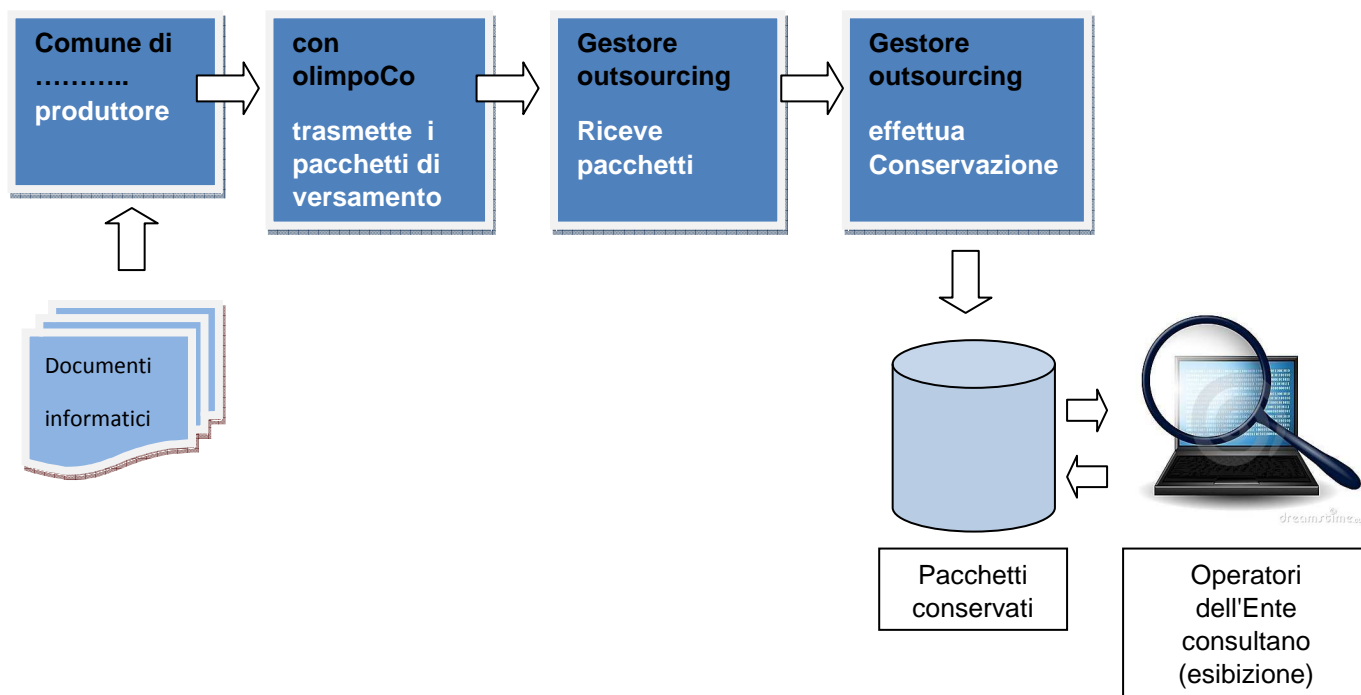 Comune di
………..
produttore
con
olimpoCo
trasmette i
pacchetti di
versamento
Gestore
outsourcing
Riceve
pacchetti
Gestore
outsourcing
effettua
Conservazione
Documenti
informatici
dreamstime
Pacchetti
conservati
Operatori
dell'Ente
consultano
(esibizione)